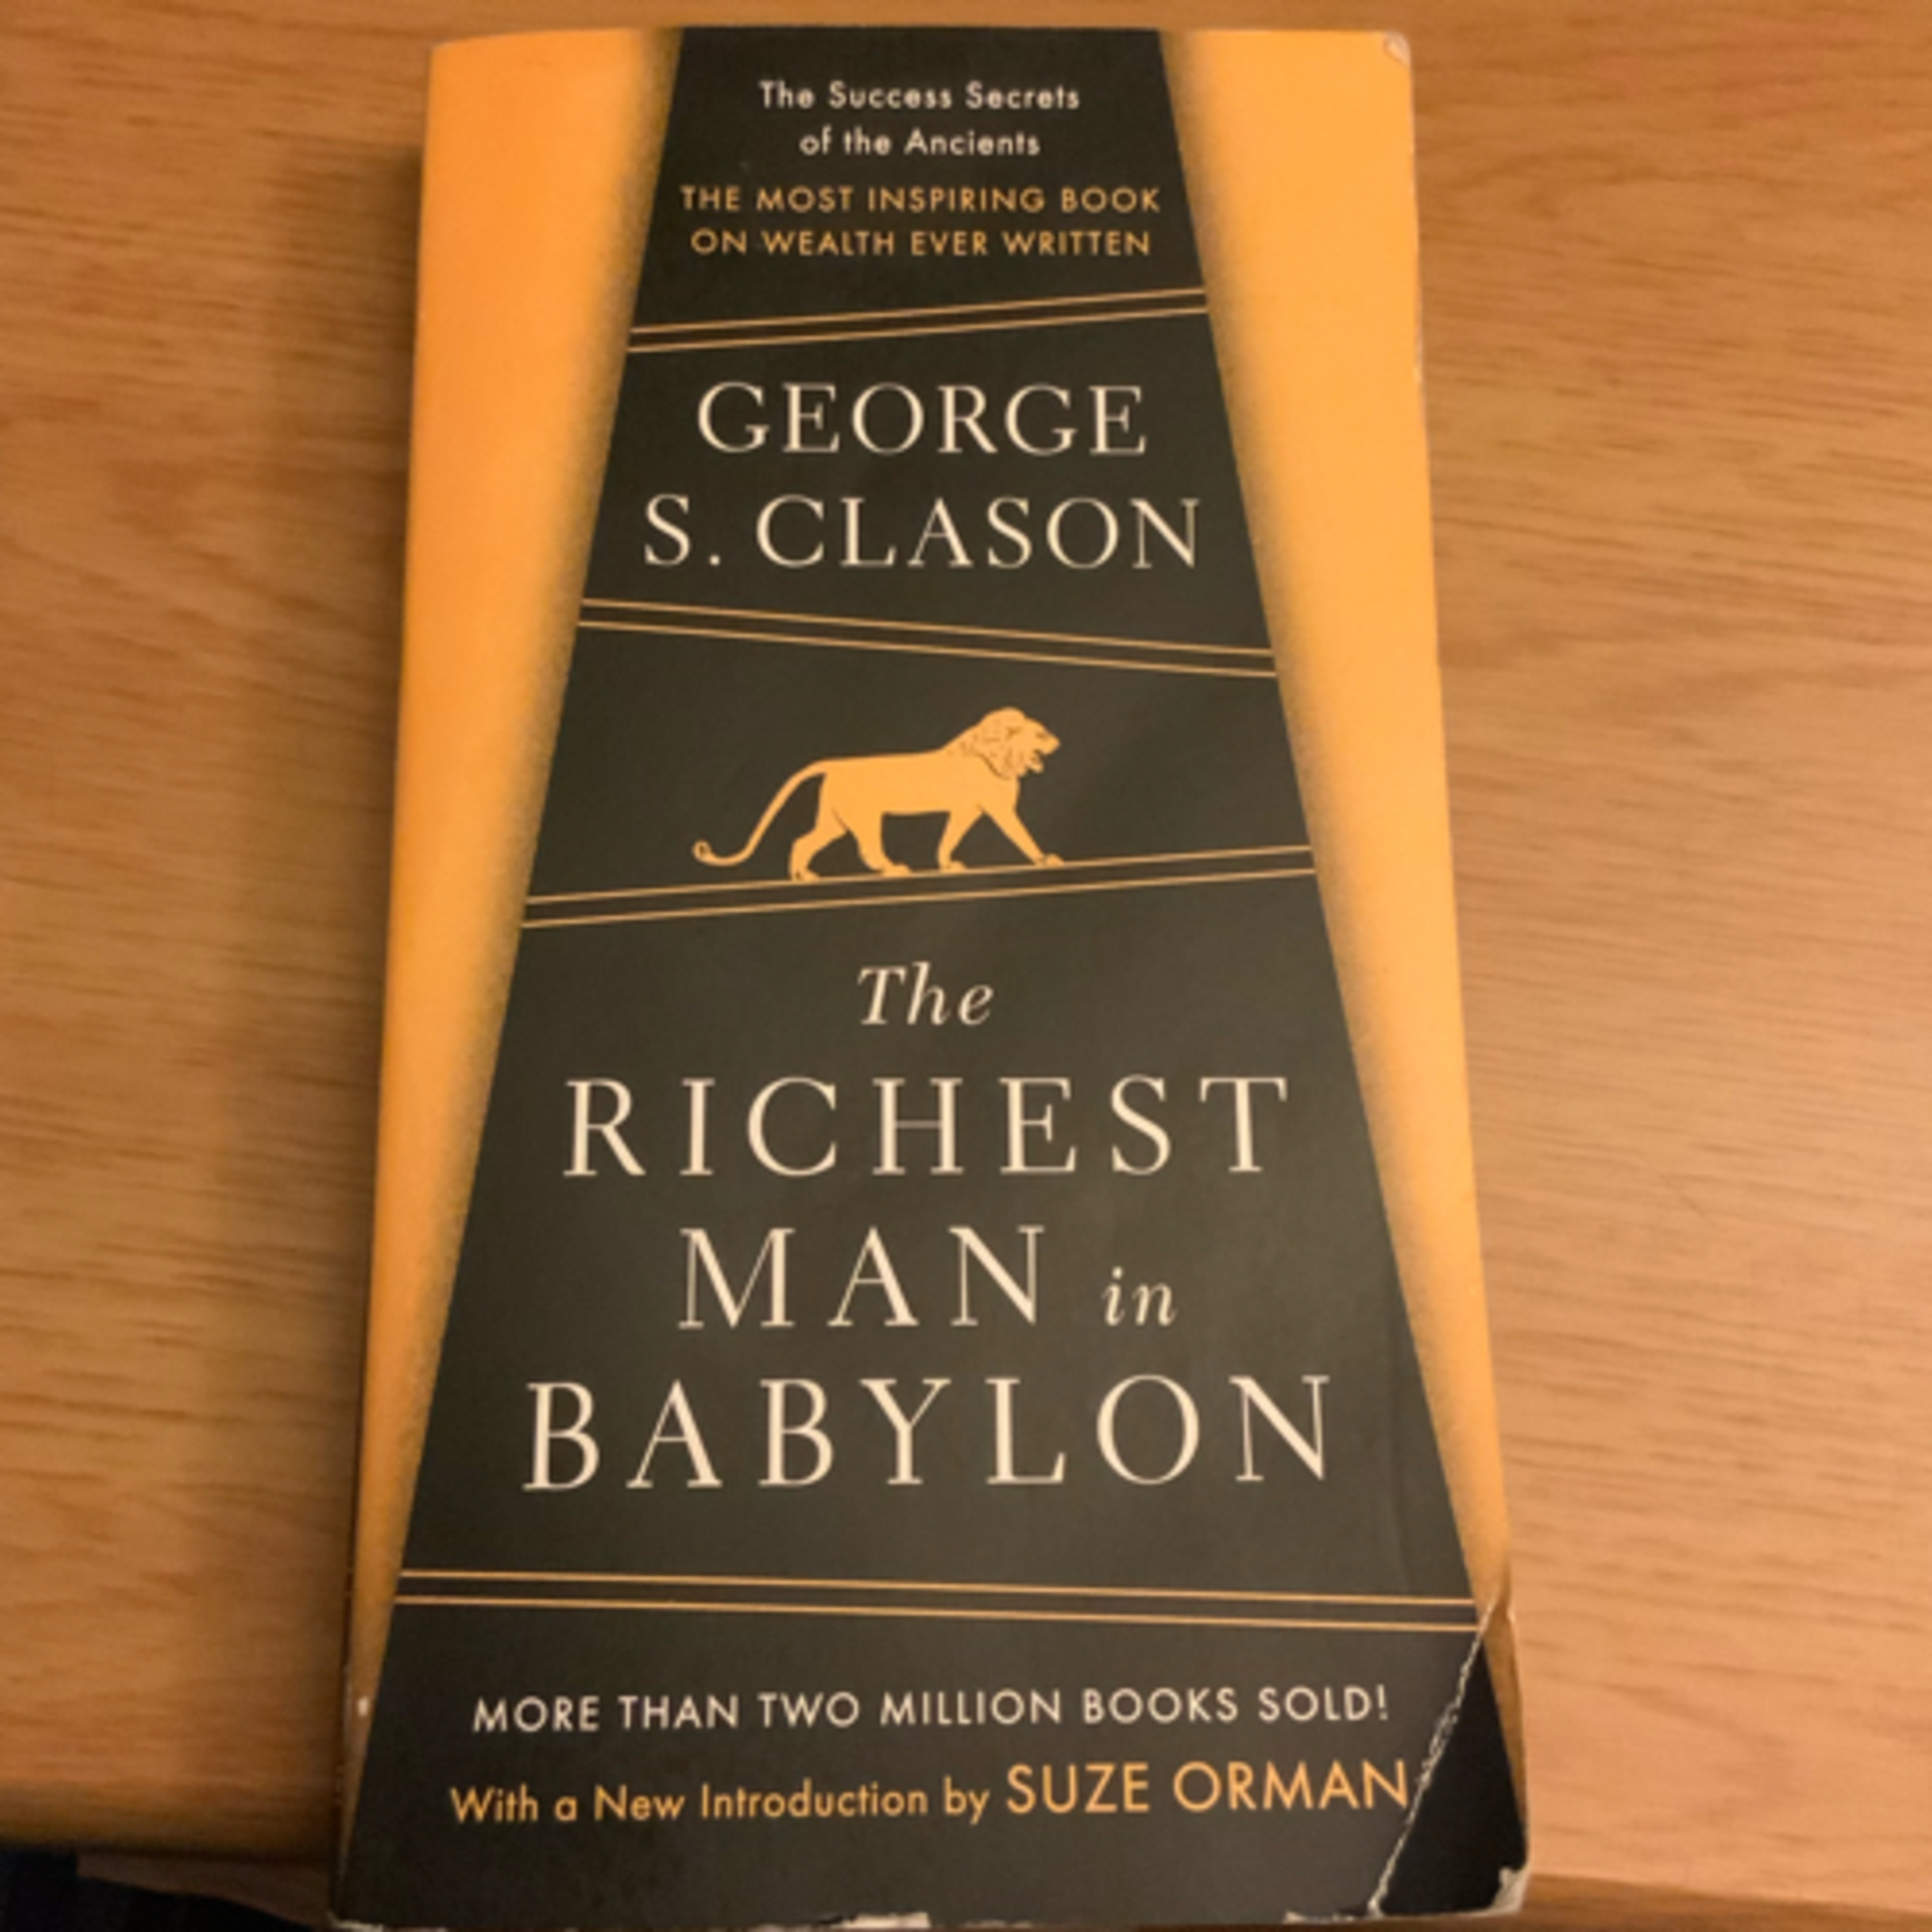 The Success Secrets
of the Ancients
THE MOST INSPIRING BOOK
ON WEALTH EVER WRITTEN
GEORGE
S. CLASON
The
RICHEST
MAN in
BABYLON
MORE THAN TWO MILLION BOOKS SOLD!
With a New Introduction by SUZE ORMAN